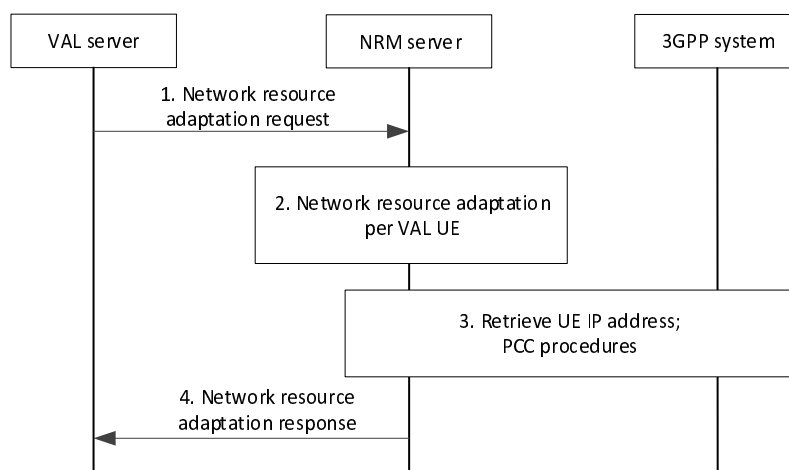 VAL server
NRM server
3GPP system
1. Network resource
adaptation request
2. Network resource adaptation
per VAL UE
3. Retrieve UE IP address;
PCC procedures
4. Network resource
adaptation response